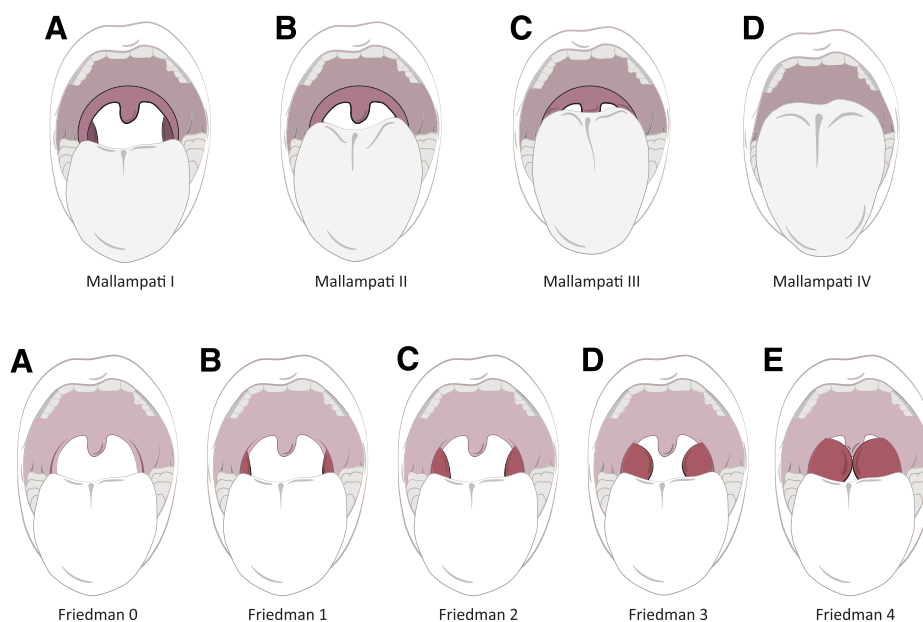 A B C D
Mallampati I Mallampati II Mallampati III Mallampati IV
A B C D E
Friedman 0 Friedman 1 Friedman 2 Friedman 3 Friedman 4